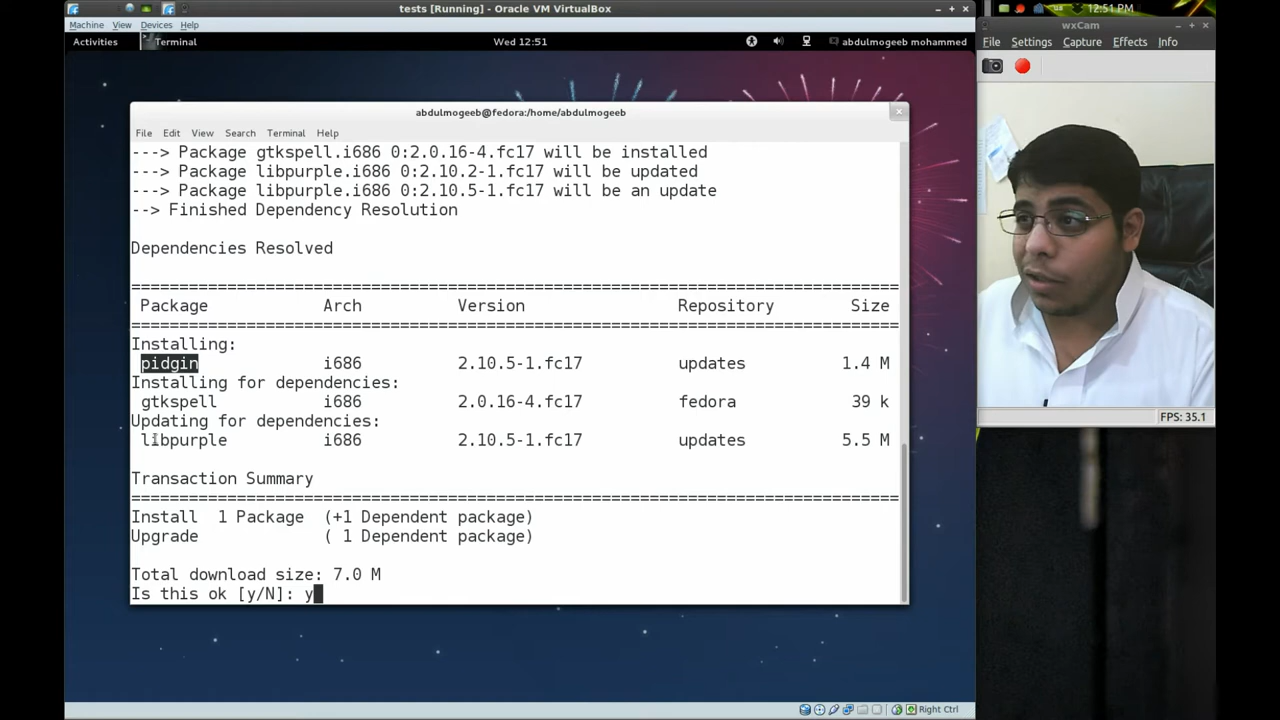 tests [Running] - Oracle VM VirtualBox
Machine View Devices Help
Activities Terminal Wed 12:51 abdulmogeeb mohammed
abdulmogeeb@fedora:/home/abdulmogeeb
File Edit View Search Terminal Help
---> Package gtkspell.i686 0:2.0.16-4.fc17 will be installed
---> Package libpurple.i686 0:2.10.2-1.fc17 will be updated
---> Package libpurple.i686 0:2.10.5-1.fc17 will be an update
--> Finished Dependency Resolution
Dependencies Resolved
================================================================================
Package Arch Version Repository Size
================================================================================
Installing:
pidgin i686 2.10.5-1.fc17 updates 1.4 M
Installing for dependencies:
gtkspell i686 2.0.16-4.fc17 fedora 39 k
Updating for dependencies:
libpurple i686 2.10.5-1.fc17 updates 5.5 M
Transaction Summary
================================================================================
Install 1 Package (+1 Dependent package)
Upgrade ( 1 Dependent package)
Total download size: 7.0 M
Is this ok [y/N]: y
Right Ctrl
12:51 PM
wxCam
File Settings Capture Effects Info
FPS: 35.1